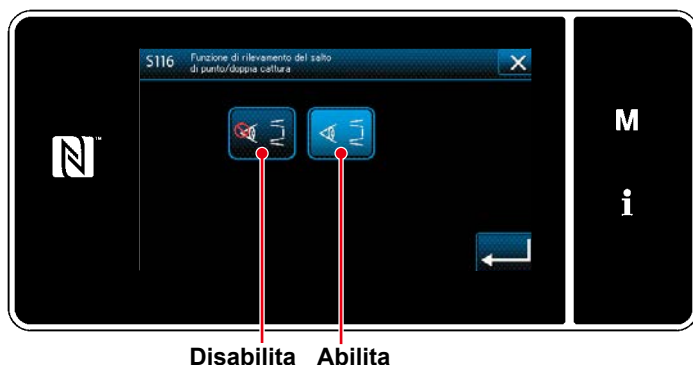 S116 Funzione di rilevamento del salto
di punto/doppia cattura
M
i
Disabilita Abilita